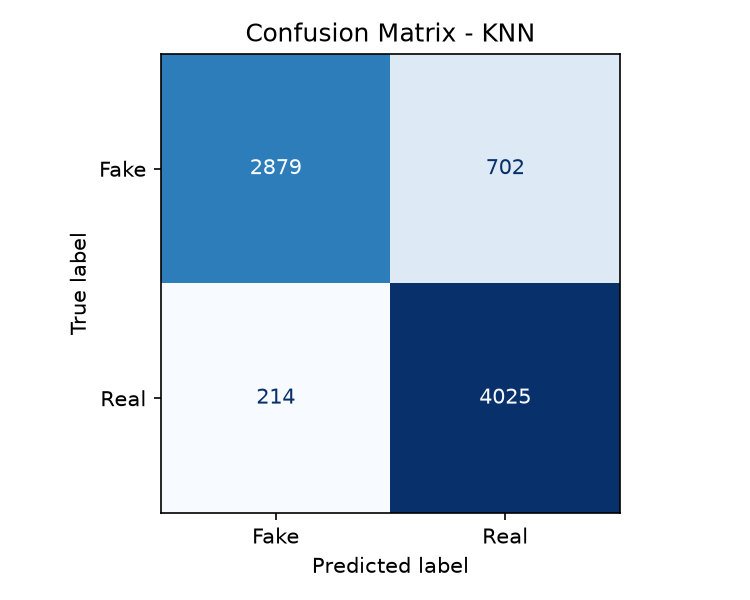 Confusion Matrix - KNN
True label
Fake
2879
702
Real
214
4025
Fake
Real
Predicted label